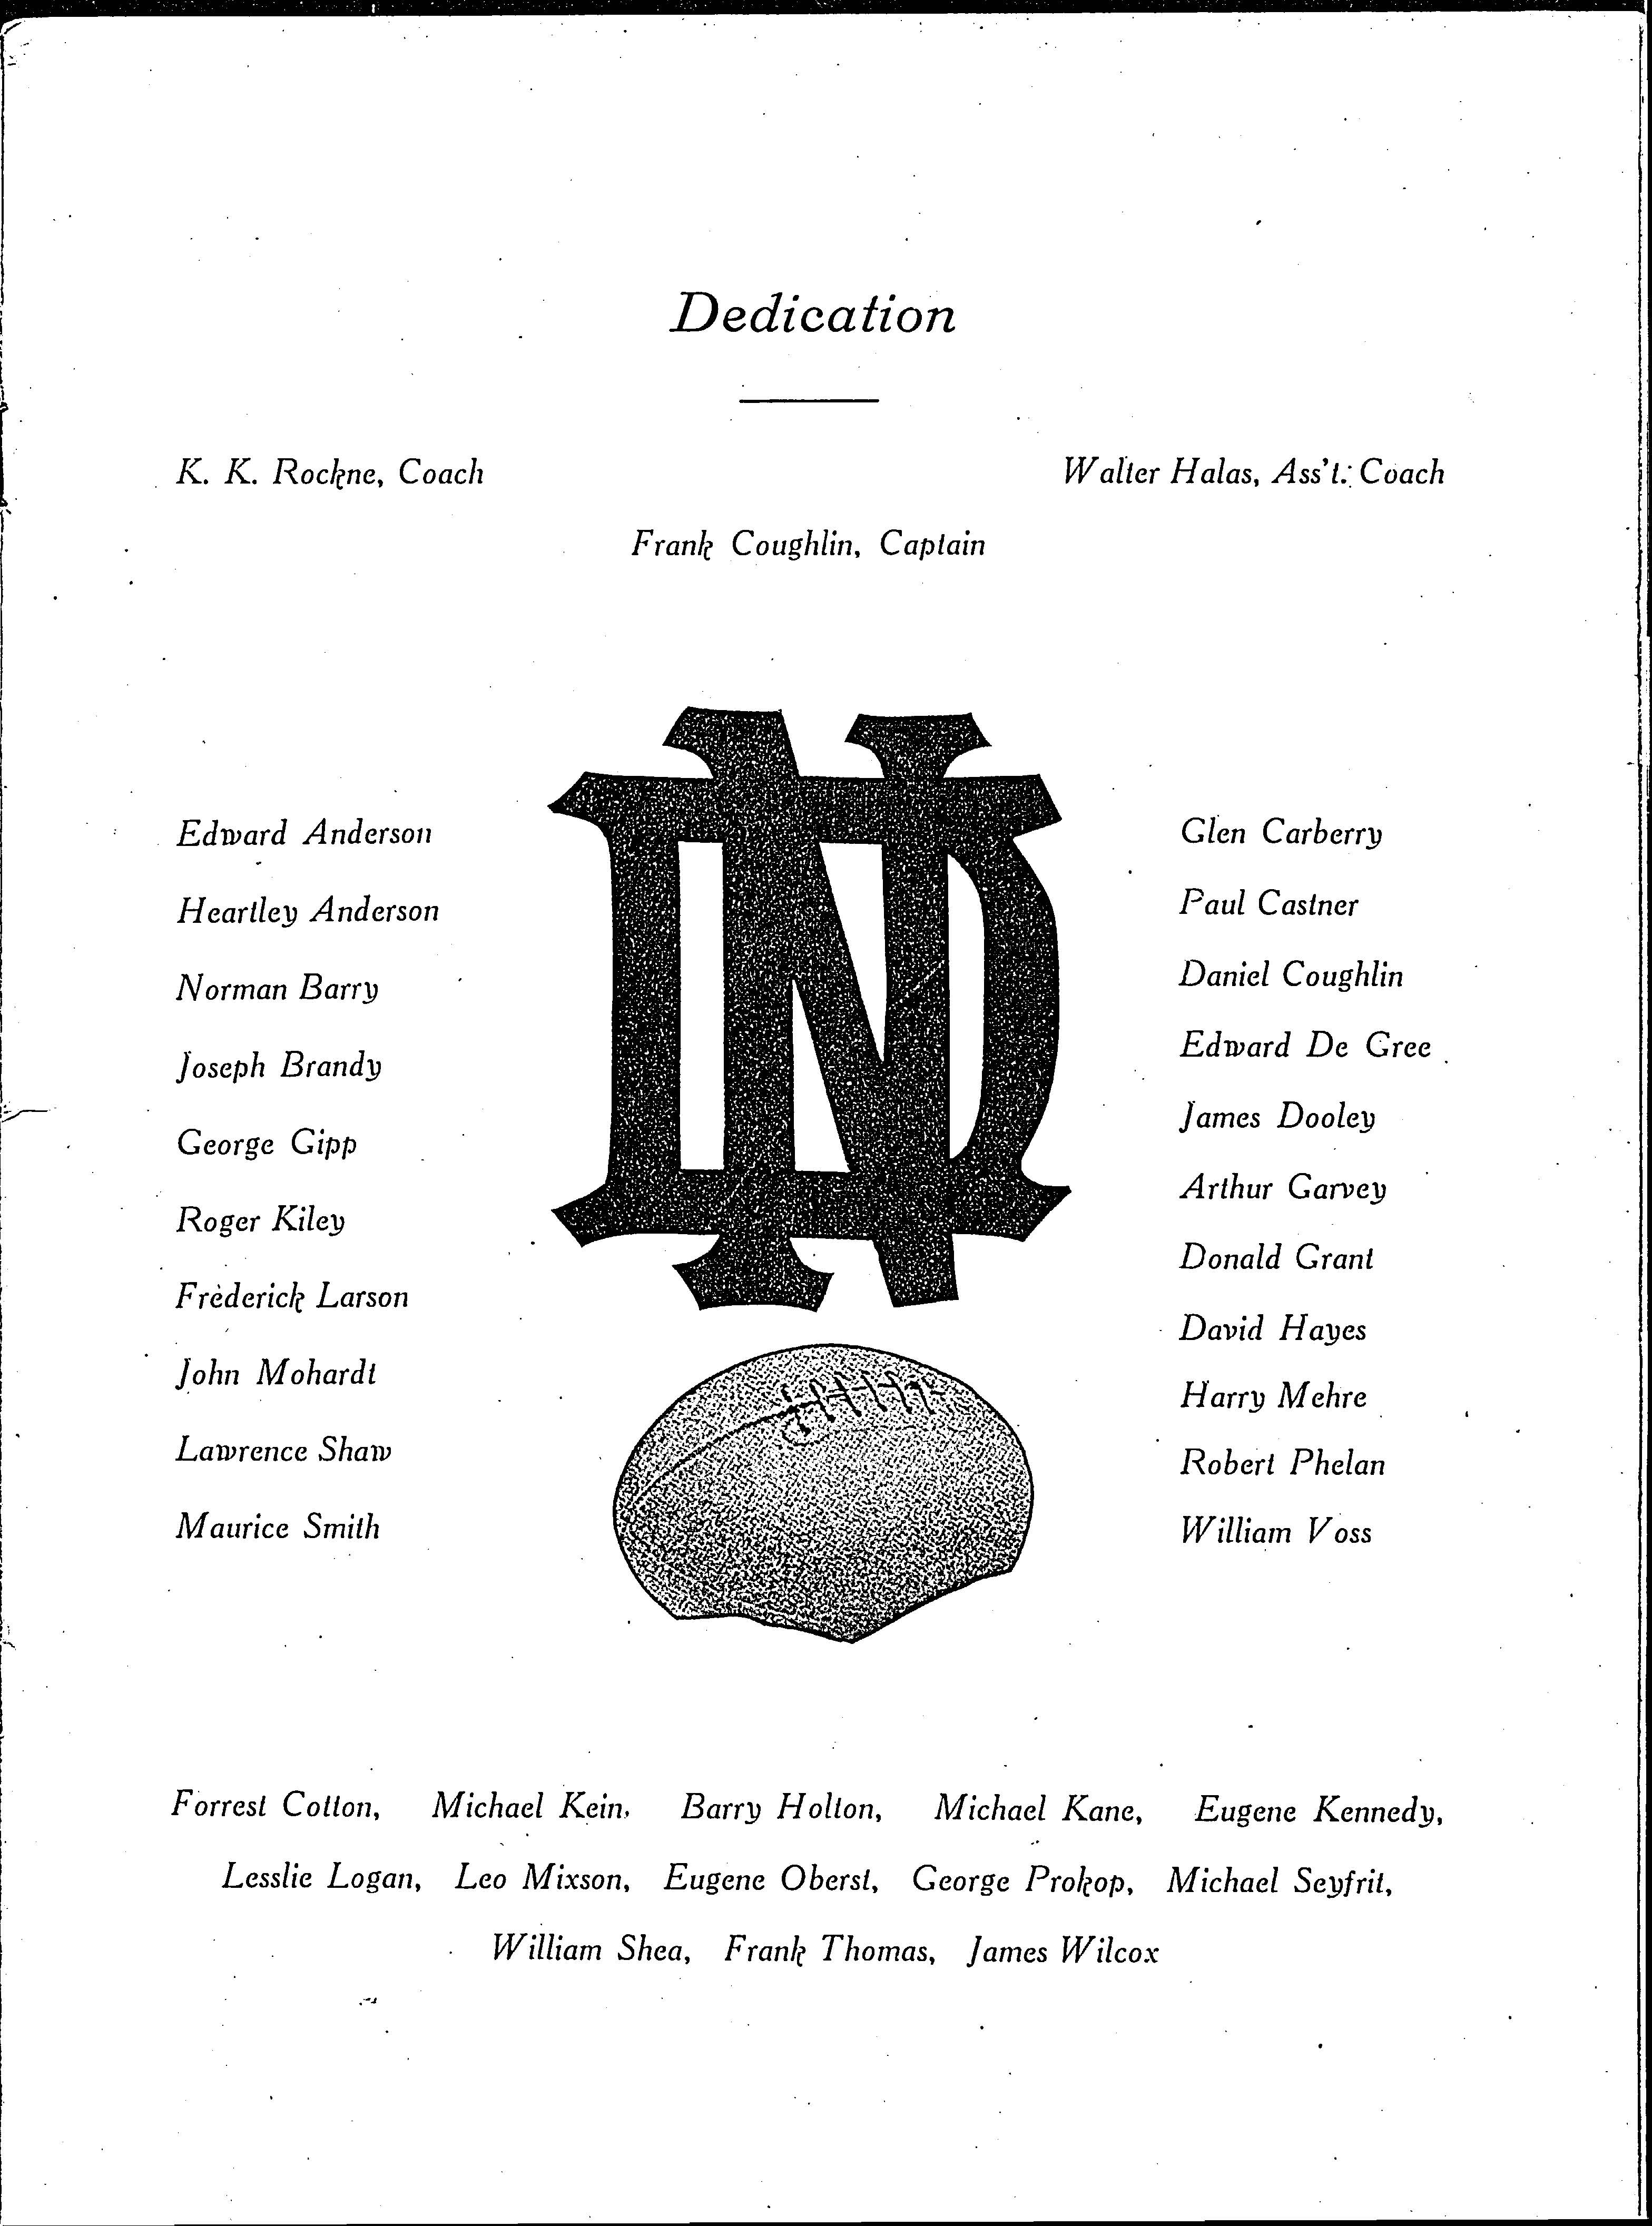 Dedication
K. K. Rockne, Coach
Walter Halas, Ass't. Coach
Frank Coughlin, Captain
Edward Anderson
Heartley Anderson
Norman Barry
Joseph Brandy
George Gipp
Roger Kiley
Frederick Larson
John Mohardt
Lawrence Shaw
Maurice Smith
ND
Glen Carberry
Paul Castner
Daniel Coughlin
Edward De Gree
James Dooley
Arthur Garvey
Donald Grant
David Hayes
Harry Mehre
Robert Phelan
William Voss
Forrest Cotton, Michael Kein, Barry Holton, Michael Kane, Eugene Kennedy,
Lesslie Logan, Leo Mixson, Eugene Oberst, George Prokop, Michael Seyfrit,
William Shea, Frank Thomas, James Wilcox